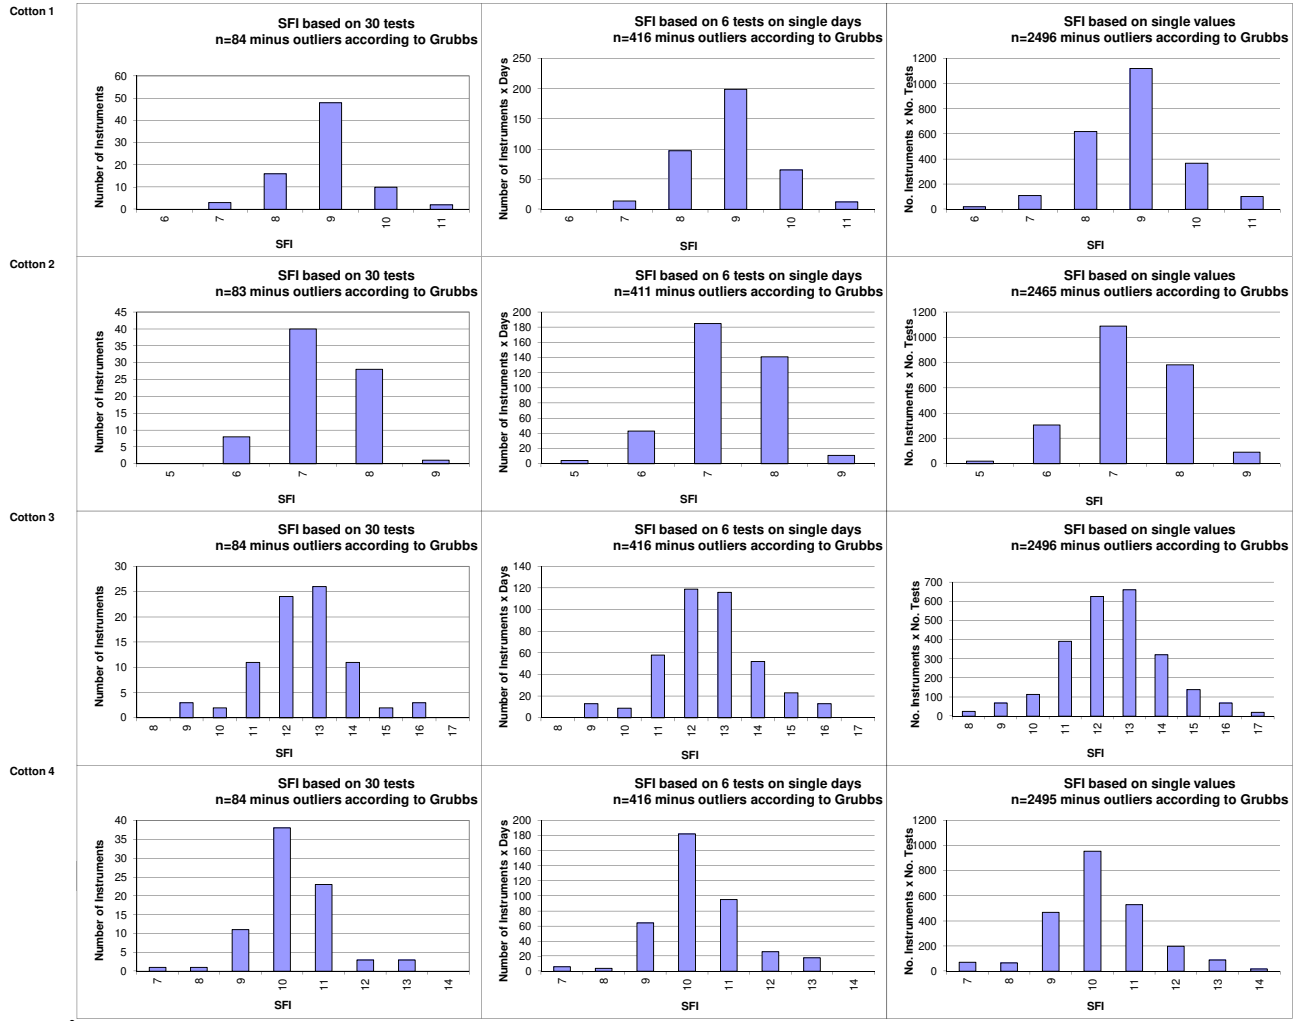 Cotton 1
SFI based on 30 tests
n=84 minus outliers according to Grubbs
Number of Instruments
60
50
40
30
20
10
0
6 7 8 9 10 11
SFI
SFI based on 6 tests on single days
n=416 minus outliers according to Grubbs
Number of Instruments x Days
250
200
150
100
50
0
6 7 8 9 10 11
SFI
SFI based on single values
n=2496 minus outliers according to Grubbs
No. Instruments x No. Tests
1200
1000
800
600
400
200
0
6 7 8 9 10 11
SFI
Cotton 2
SFI based on 30 tests
n=83 minus outliers according to Grubbs
Number of Instruments
45
40
35
30
25
20
15
10
5
0
5 6 7 8 9
SFI
SFI based on 6 tests on single days
n=411 minus outliers according to Grubbs
Number of Instruments x Days
200
180
160
140
120
100
80
60
40
20
0
5 6 7 8 9
SFI
SFI based on single values
n=2465 minus outliers according to Grubbs
No. Instruments x No. Tests
1200
1000
800
600
400
200
0
5 6 7 8 9
SFI
Cotton 3
SFI based on 30 tests
n=84 minus outliers according to Grubbs
Number of Instruments
30
25
20
15
10
5
0
8 9 10 11 12 13 14 15 16 17
SFI
SFI based on 6 tests on single days
n=416 minus outliers according to Grubbs
Number of Instruments x Days
140
120
100
80
60
40
20
0
8 9 10 11 12 13 14 15 16 17
SFI
SFI based on single values
n=2496 minus outliers according to Grubbs
No. Instruments x No. Tests
700
600
500
400
300
200
100
0
8 9 10 11 12 13 14 15 16 17
SFI
Cotton 4
SFI based on 30 tests
n=84 minus outliers according to Grubbs
Number of Instruments
40
35
30
25
20
15
10
5
0
7 8 9 10 11 12 13 14
SFI
SFI based on 6 tests on single days
n=416 minus outliers according to Grubbs
Number of Instruments x Days
200
180
160
140
120
100
80
60
40
20
0
7 8 9 10 11 12 13 14
SFI
SFI based on single values
n=2495 minus outliers according to Grubbs
No. Instruments x No. Tests
1200
1000
800
600
400
200
0
7 8 9 10 11 12 13 14
SFI